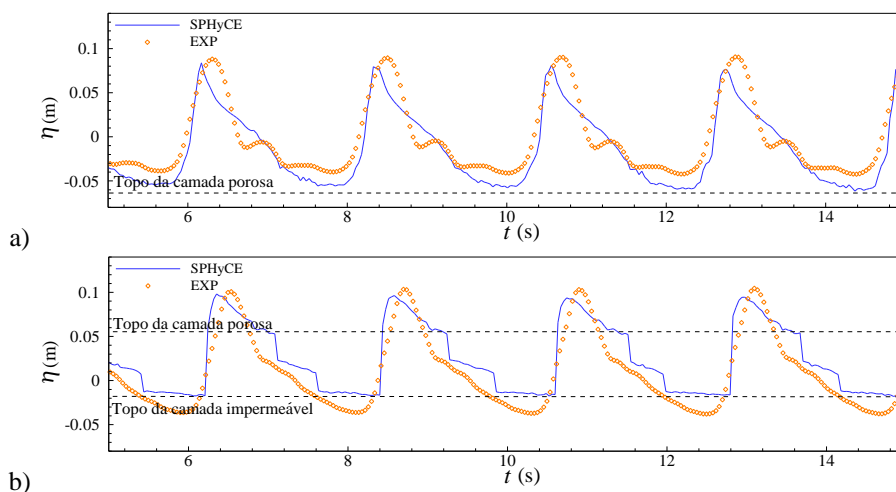 0.1
0.05
0
-0.05
η (m)
SPHyCE
EXP
Topo da camada porosa
6
8
10
12
14
t (s)
a)
0.1
0.05
0
-0.05
η (m)
SPHyCE
EXP
Topo da camada porosa
Topo da camada impermeável
6
8
10
12
14
t (s)
b)